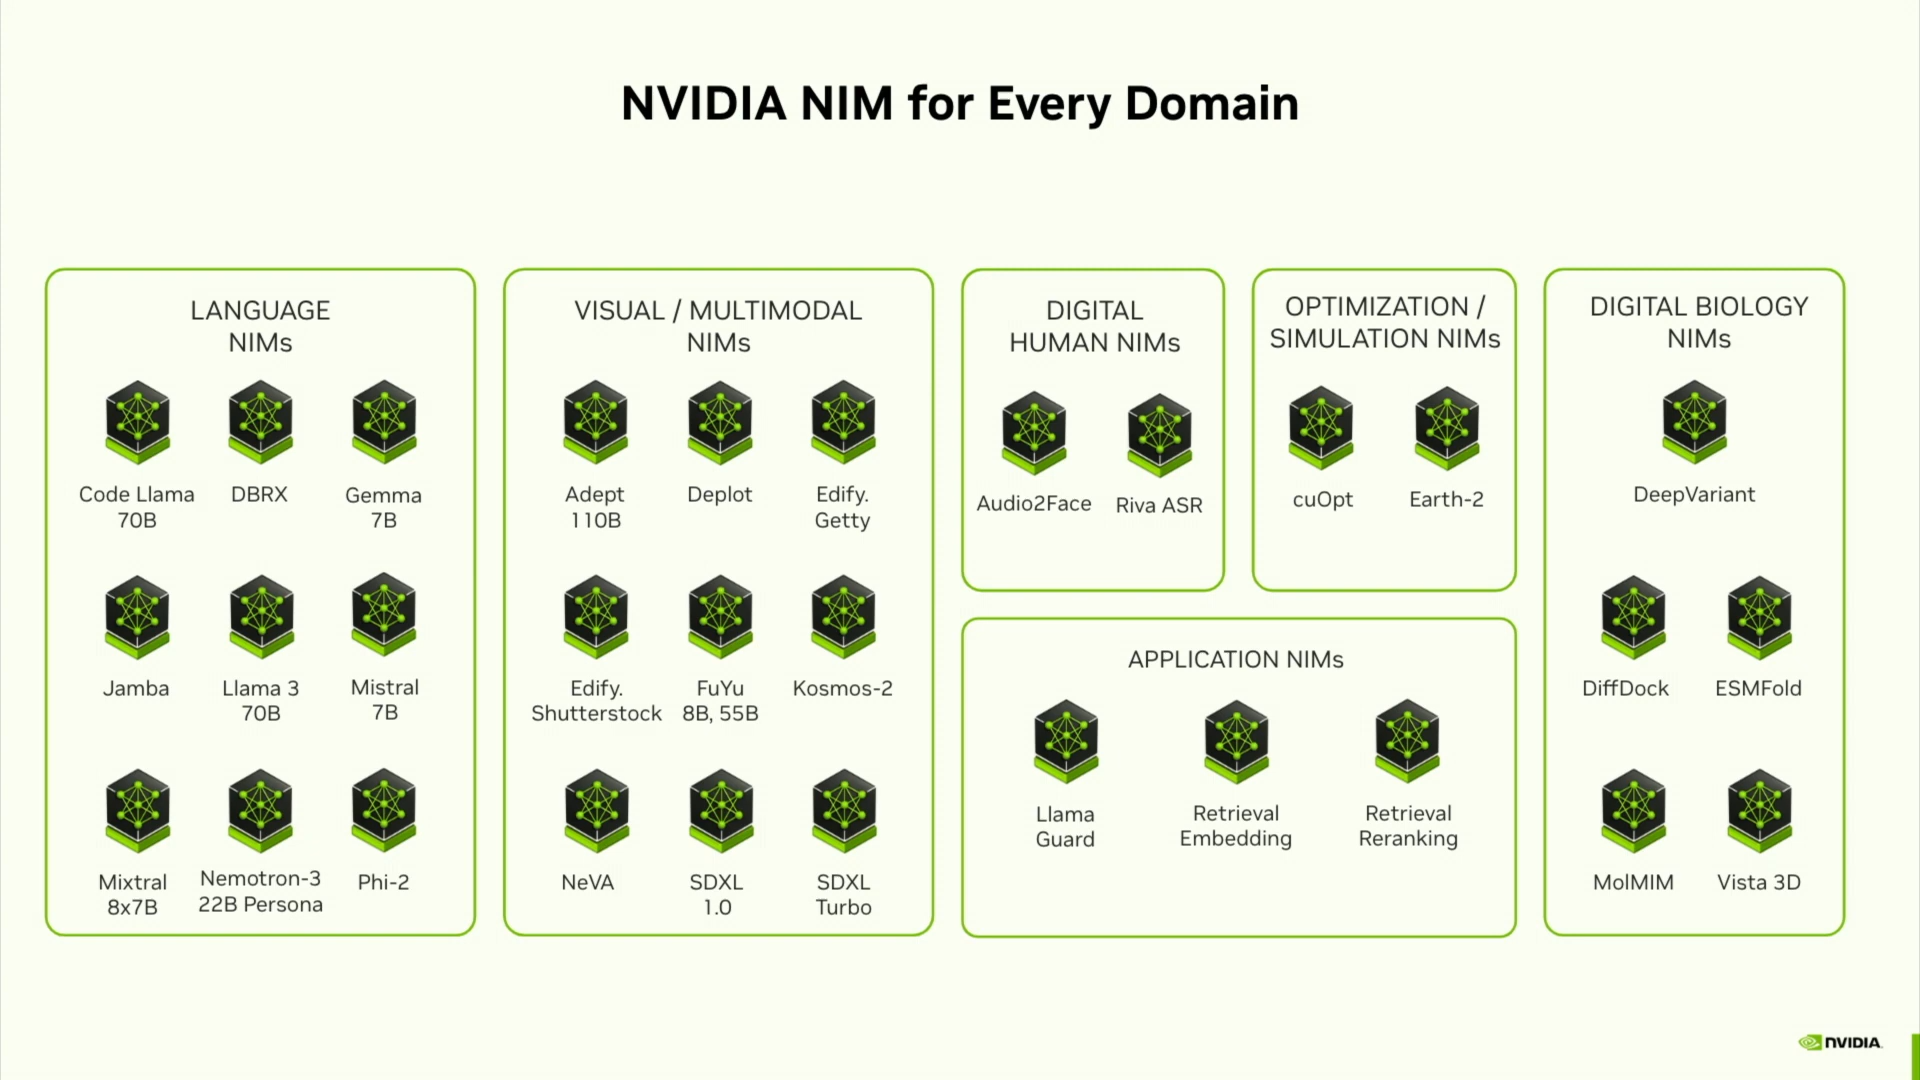 NVIDIA NIM for Every Domain
LANGUAGE
NIMs
Code Llama
70B
DBRX
Gemma
7B
Jamba
Llama 3
70B
Mistral
7B
Mixtral
8x7B
Nemotron-3
22B Persona
Phi-2
VISUAL / MULTIMODAL
NIMs
Adept
110B
Deplot
Edify.
Getty
Edify.
Shutterstock
FuYu
8B, 55B
Kosmos-2
NeVA
SDXL
1.0
SDXL
Turbo
DIGITAL
HUMAN NIMs
Audio2Face
Riva ASR
OPTIMIZATION /
SIMULATION NIMs
cuOpt
Earth-2
APPLICATION NIMs
Llama
Guard
Retrieval
Embedding
Retrieval
Reranking
DIGITAL BIOLOGY
NIMs
DeepVariant
DiffDock
ESMFold
MolMIM
Vista 3D
NVIDIA